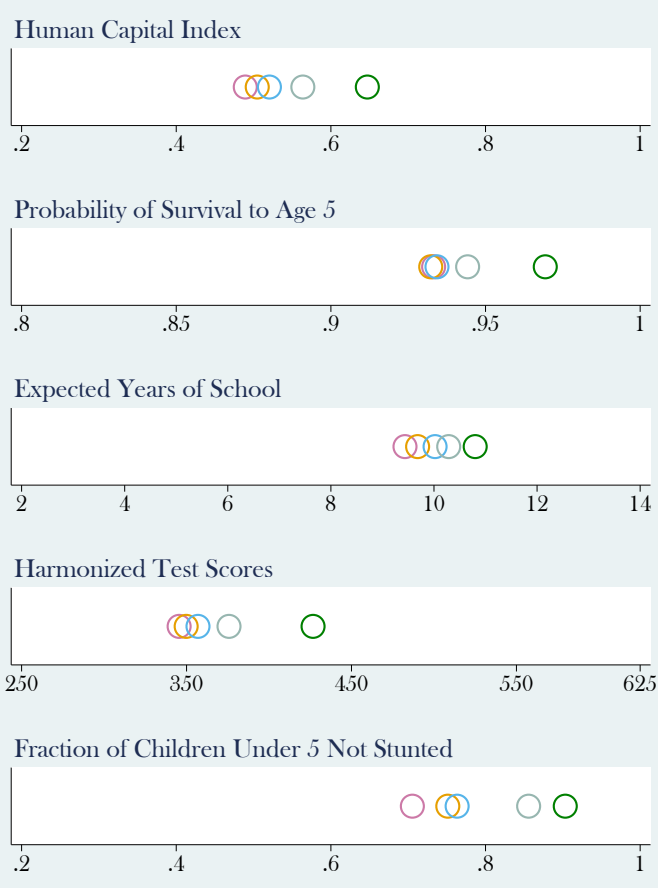 Human Capital Index
.2 .4 .6 .8 1
Probability of Survival to Age 5
.8 .85 .9 .95 1
Expected Years of School
2 4 6 8 10 12 14
Harmonized Test Scores
250 350 450 550 625
Fraction of Children Under 5 Not Stunted
.2 .4 .6 .8 1